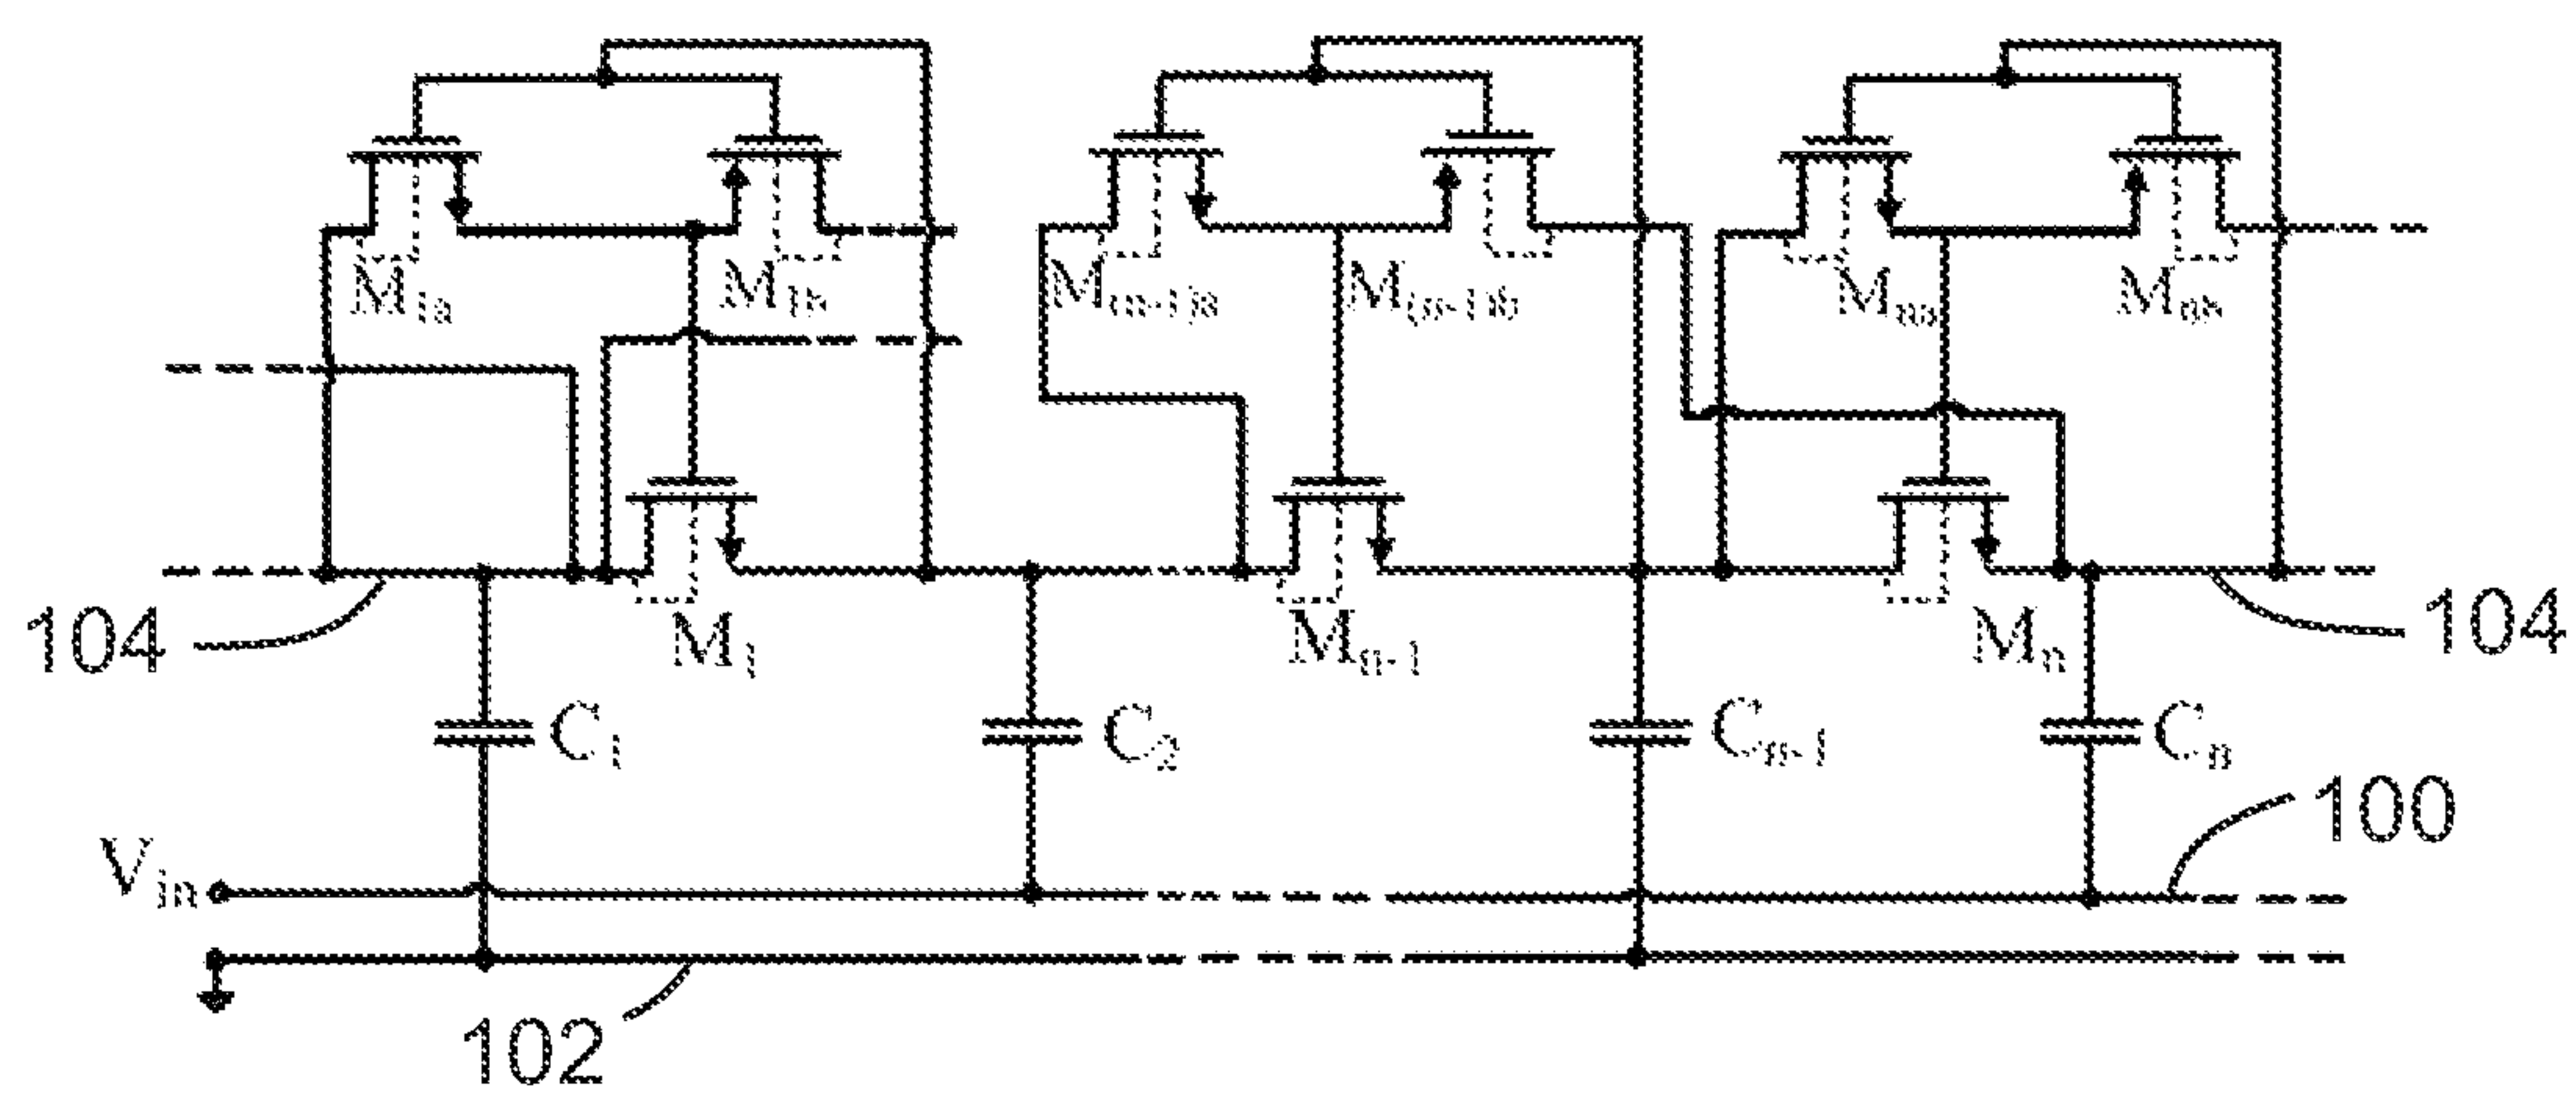 M1a M1b M(n-1)a M(n-1)b Mna Mnb
104 M1 Mn-1 Mn 104
C1 C2 Cn-1 Cn
100
Vin
102